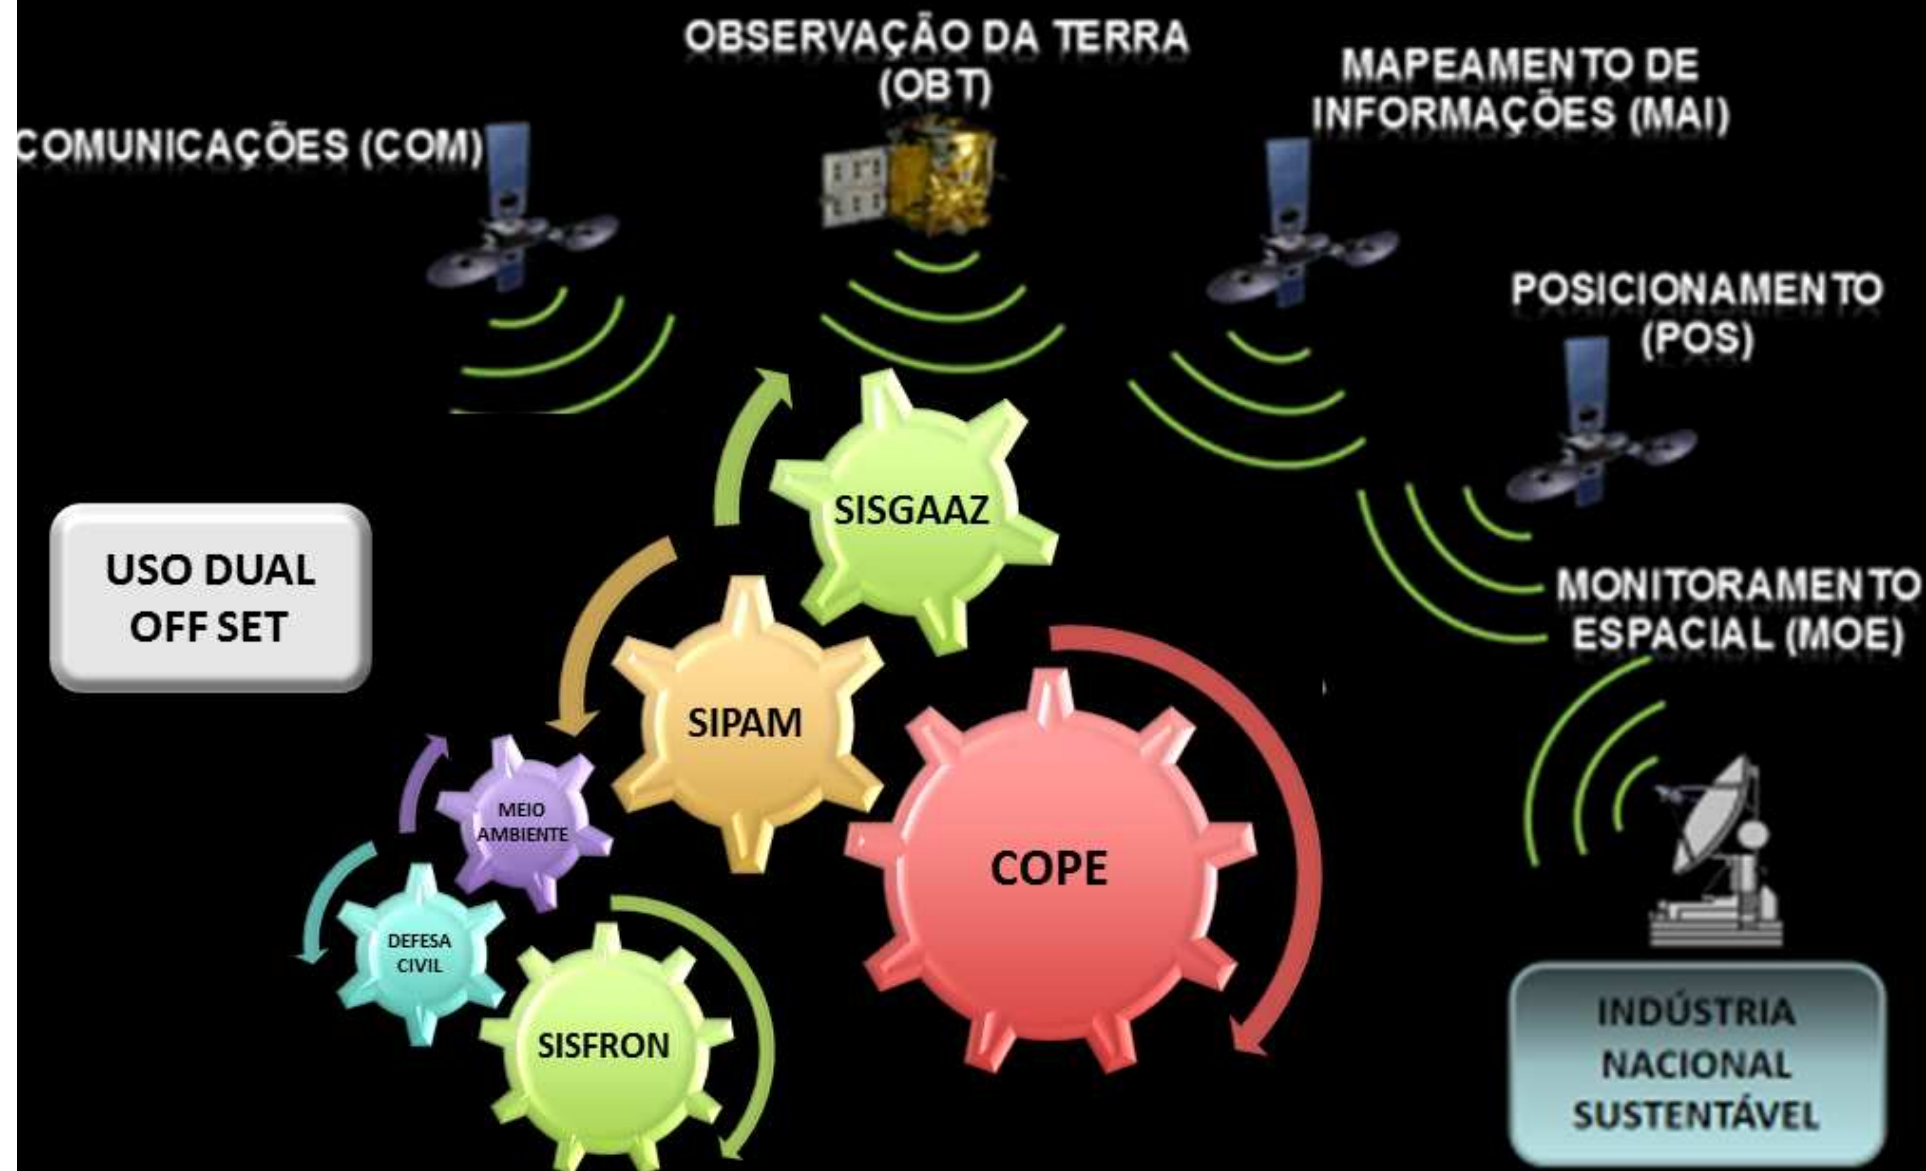 OBSERVAÇÃO DA TERRA
(OBT)
MAPEAMENTO DE
INFORMAÇÕES (MAI)
COMUNICAÇÕES (COM)
POSICIONAMENTO
(POS)
SISGAAZ
USO DUAL
OFF SET
MONITORAMENTO
ESPACIAL (MOE)
SIPAM
MEIO
AMBIENTE
COPE
DEFESA
CIVIL
SISFRON
INDÚSTRIA
NACIONAL
SUSTENTÁVEL